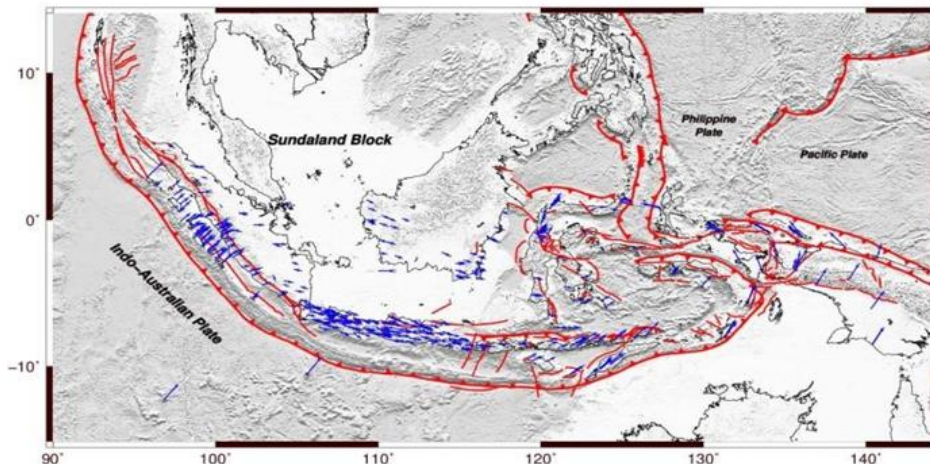 10°
0°
-10°
90°
100°
110°
120°
130°
140°
Sundaland Block
Philippine
Plate
Pacific Plate
Indo-Australian Plate